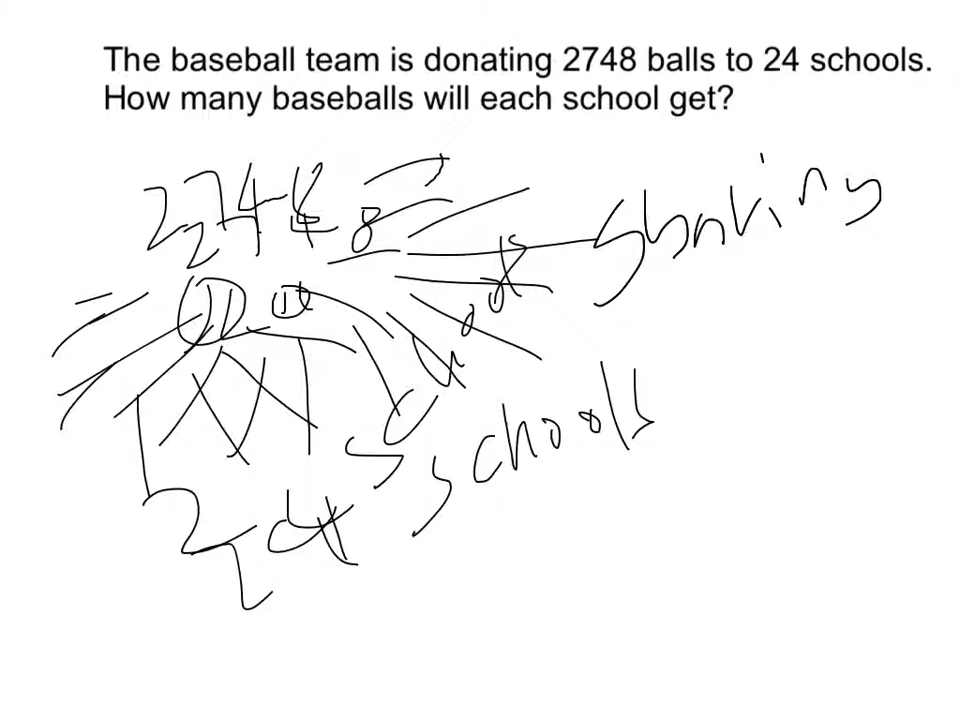 The baseball team is donating 2748 balls to 24 schools.
How many baseballs will each school get?
2748
school
24 schools